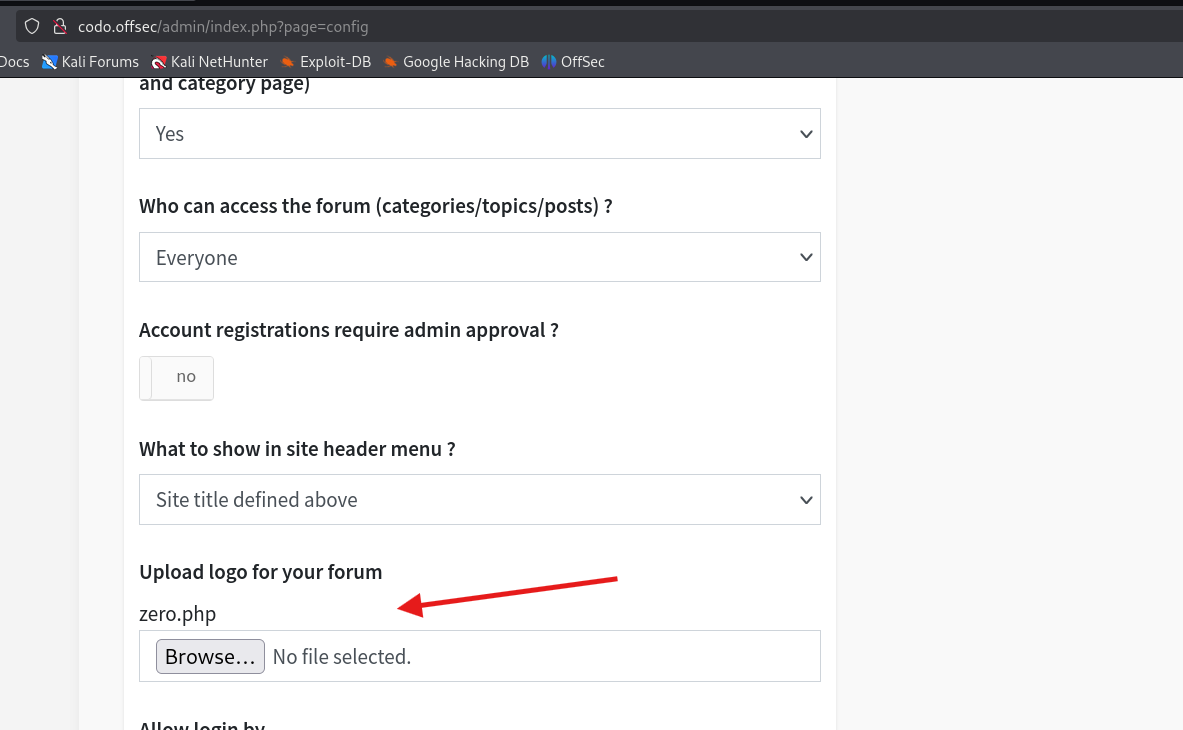 codo.offsec/admin/index.php?page=config
Docs Kali Forums Kali NetHunter Exploit-DB Google Hacking DB OffSec
and category page)
Yes
Who can access the forum (categories/topics/posts) ?
Everyone
Account registrations require admin approval ?
no
What to show in site header menu ?
Site title defined above
Upload logo for your forum
zero.php
Browse... No file selected.
Allow login by